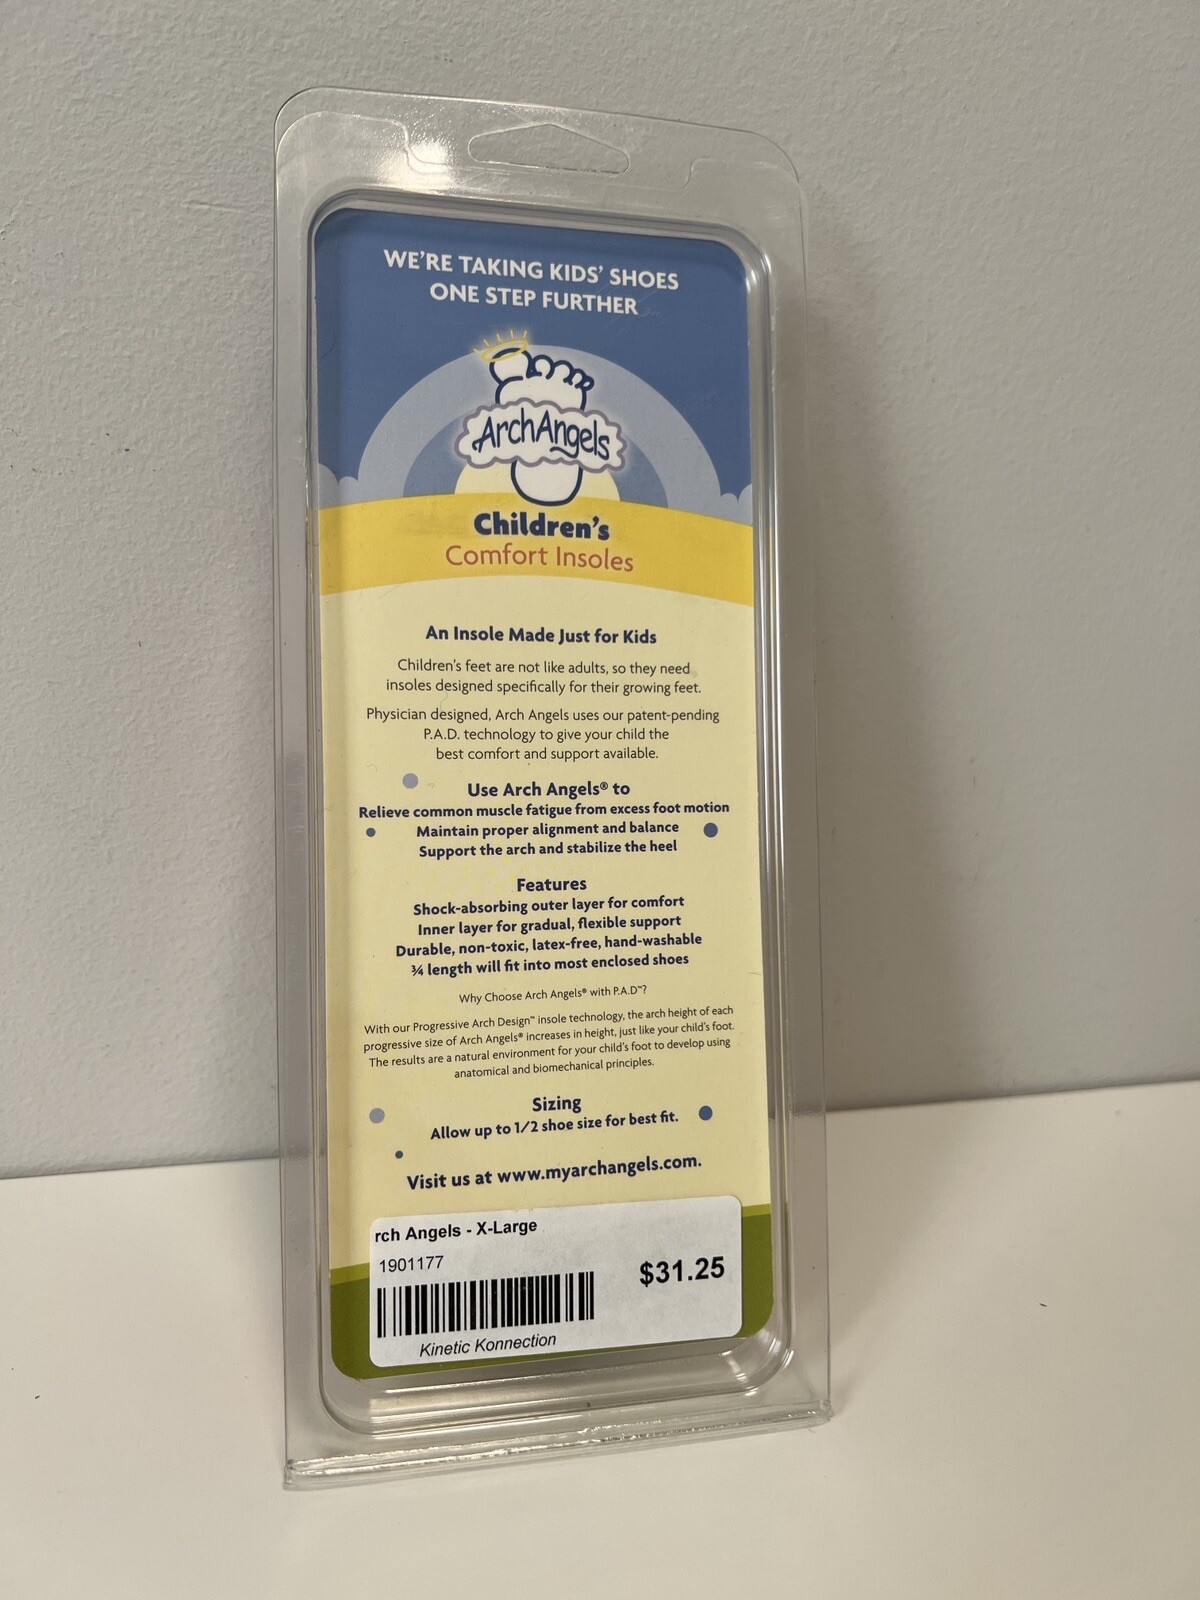 WE'RE TAKING KIDS' SHOES
ONE STEP FURTHER
ArchAngels
Children's
Comfort Insoles
An Insole Made Just for Kids
Children's feet are not like adults, so they need
insoles designed specifically for their growing feet.
Physician designed, Arch Angels uses our patent-pending
P.A.D. technology to give your child the
best comfort and support available.
Use Arch Angels® to
Relieve common muscle fatigue from excess foot motion
Maintain proper alignment and balance
Support the arch and stabilize the heel
Features
Shock-absorbing outer layer for comfort
Inner layer for gradual, flexible support
Durable, non-toxic, latex-free, hand-washable
¾ length will fit into most enclosed shoes
Why Choose Arch Angels® with P.A.D™?
With our Progressive Arch Design™ insole technology, the arch height of each
progressive size of Arch Angels® increases in height, just like your child's foot.
The results are a natural environment for your child's foot to develop using
anatomical and biomechanical principles.
Sizing
Allow up to 1/2 shoe size for best fit.
Visit us at www.myarchangels.com.
rch Angels - X-Large
1901177
$31.25
Kinetic Konnection